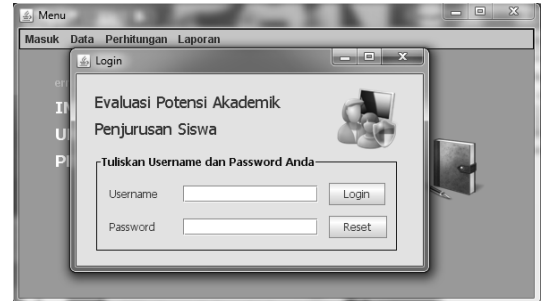 Menu
Masuk Data Perhitungan Laporan
Login
Evaluasi Potensi Akademik
Penjurusan Siswa
Tuliskan Username dan Password Anda
Username
Login
Password
Reset